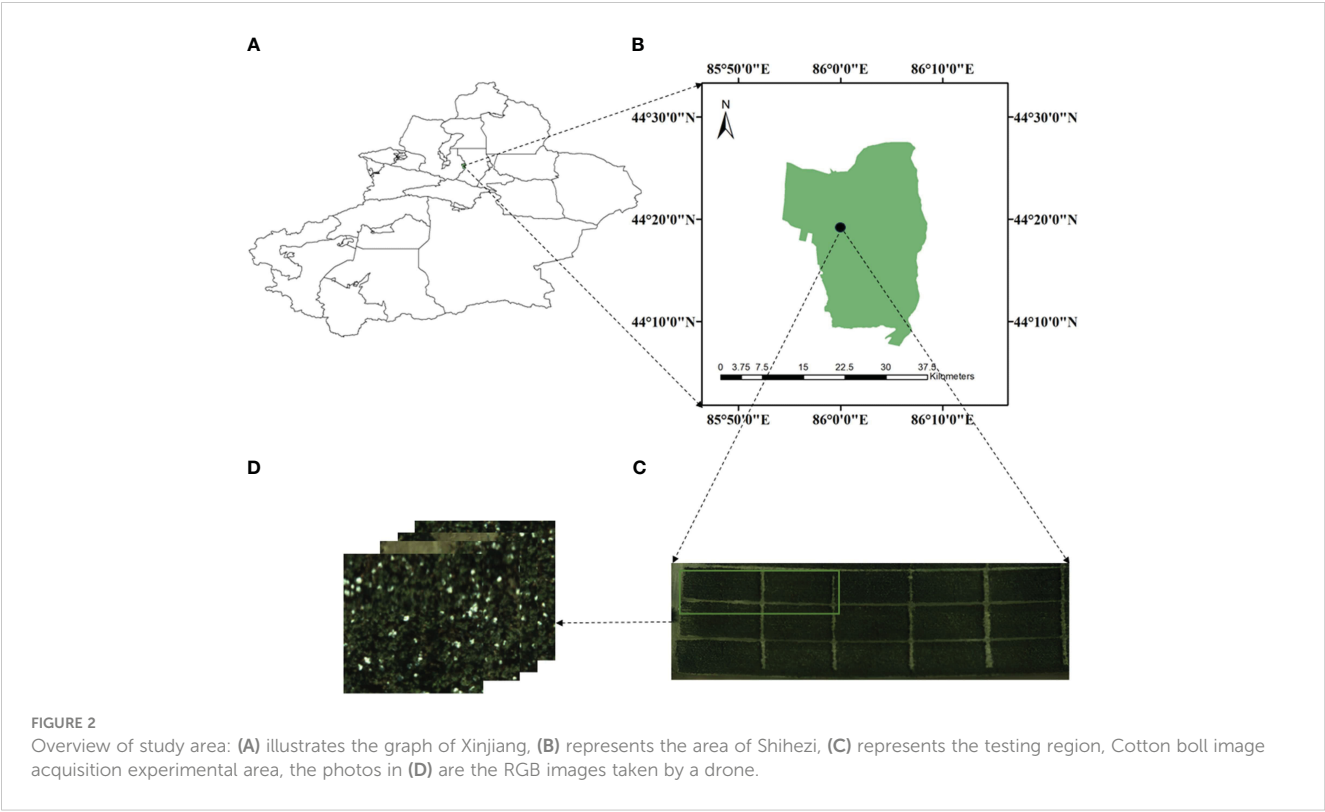 A
B
85°50'0"E 86°0'0"E 86°10'0"E
N
44°30'0"N 44°30'0"N
44°20'0"N 44°20'0"N
44°10'0"N 44°10'0"N
0 3.75 7.5 15 22.5 30 37.5
Kilometers
85°50'0"E 86°0'0"E 86°10'0"E
D
C
FIGURE 2
Overview of study area: (A) illustrates the graph of Xinjiang, (B) represents the area of Shihezi, (C) represents the testing region, Cotton boll image
acquisition experimental area, the photos in (D) are the RGB images taken by a drone.